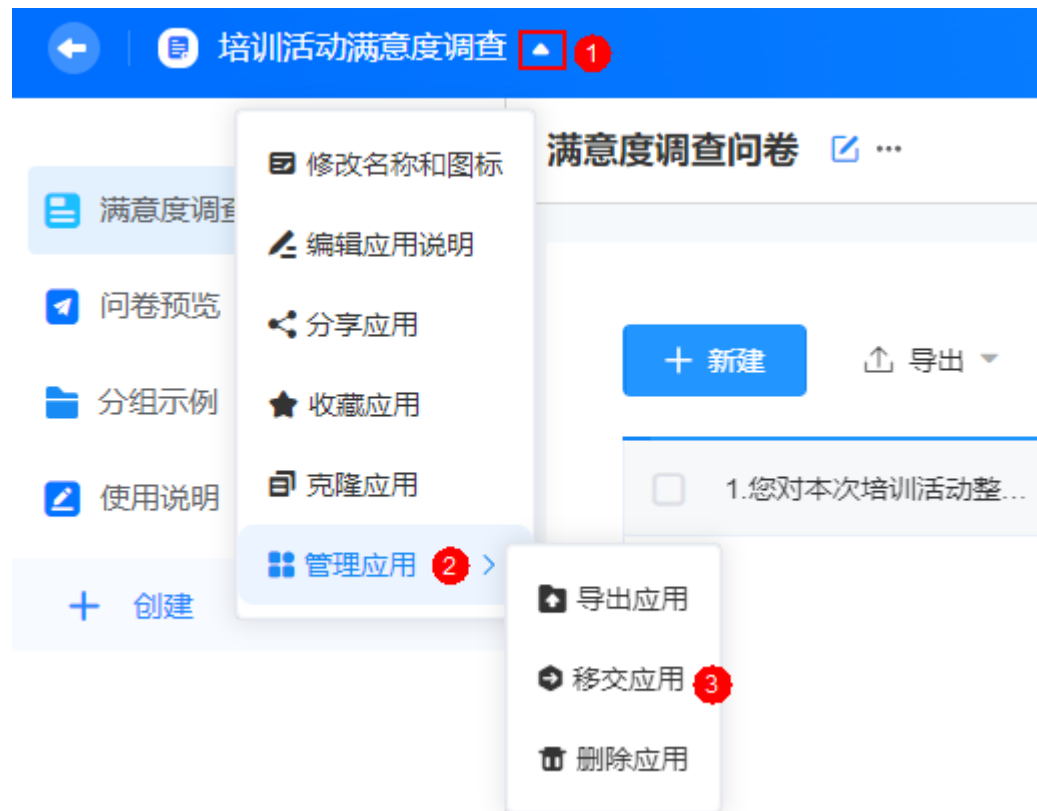 培训活动满意度调查 1
满意度调查问卷 ...
修改名称和图标
满意度调
编辑应用说明
问卷预览
分享应用
+ 新建
导出
分组示例
收藏应用
使用说明
克隆应用
1.您对本次培训活动整...
管理应用 2 >
+ 创建
导出应用
移交应用 3
删除应用